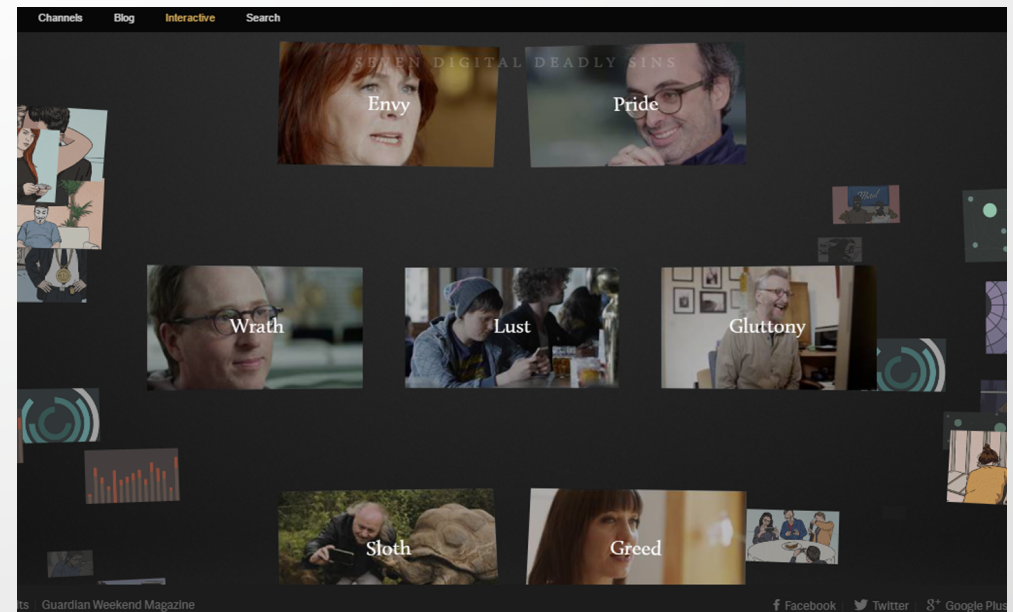 Channels Blog Interactive Search
SEVEN DIGITAL DEADLY SINS
Envy Pride
Wrath Lust Gluttony
Sloth Greed
Guardian Weekend Magazine Facebook Twitter Google Plus